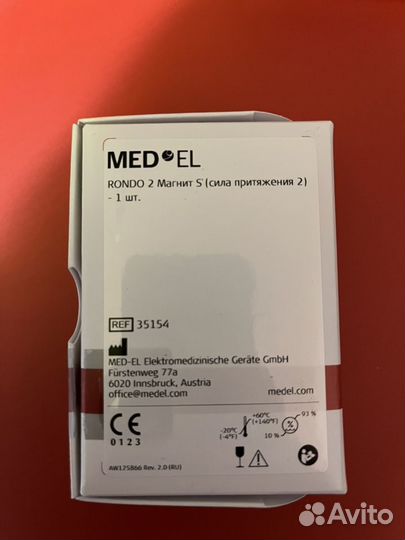 MED EL
RONDO 2 Магнит S (сила притяжения 2)
- 1 шт.
REF 35154
MED-EL Elektromedizinische Geräte GmbH
Fürstenweg 77a
6020 Innsbruck, Austria
office@medel.com medel.com
CE
0123
-20°C
(-4°F)
+60°C
(+140°F)
10 %
93 %
AW125866 Rev. 2.0 (RU)
Avito